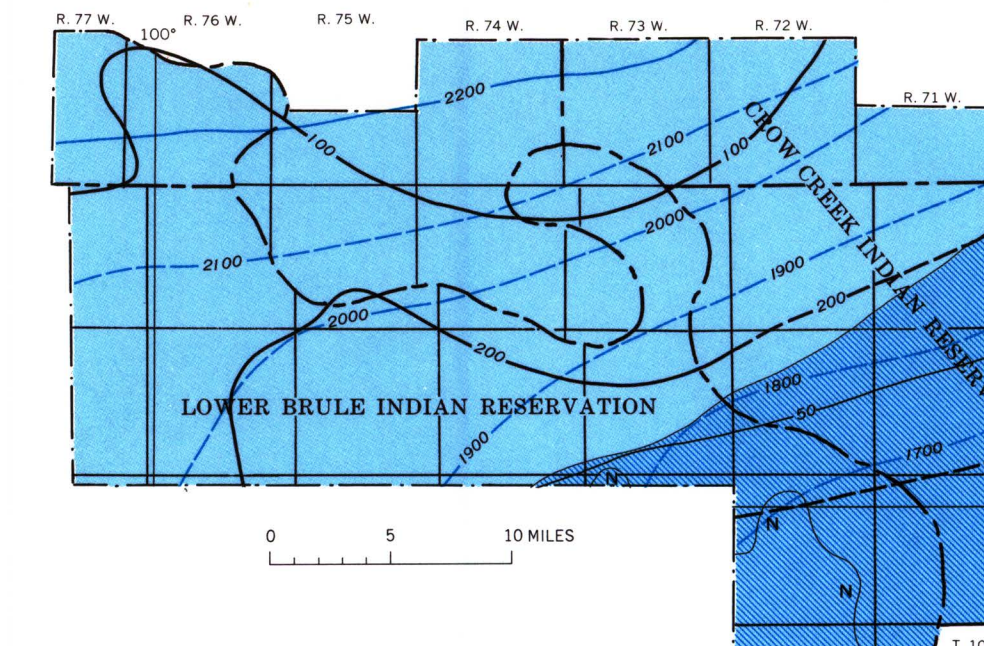 R. 77 W.
R. 76 W.
R. 75 W.
R. 74 W.
R. 73 W.
R. 72 W.
100°
R. 71 W.
2200
100
2100
100
CROW CREEK INDIAN RESERV
2000
2100
1900
200
2000
200
1800
LOWER BRULE INDIAN RESERVATION
50
1900
1700
N
N
N
0 5 10 MILES
T. 10